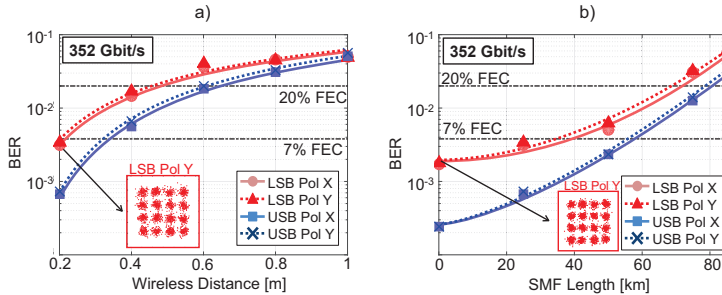 a)
352 Gbit/s
10⁻¹
10⁻²
10⁻³
BER
20% FEC
7% FEC
LSB Pol Y
LSB Pol X
LSB Pol Y
USB Pol X
USB Pol Y
0.2 0.4 0.6 0.8 1
Wireless Distance [m]
b)
352 Gbit/s
10⁻¹
10⁻²
10⁻³
BER
20% FEC
7% FEC
LSB Pol Y
LSB Pol X
LSB Pol Y
USB Pol X
USB Pol Y
0 20 40 60 80
SMF Length [km]